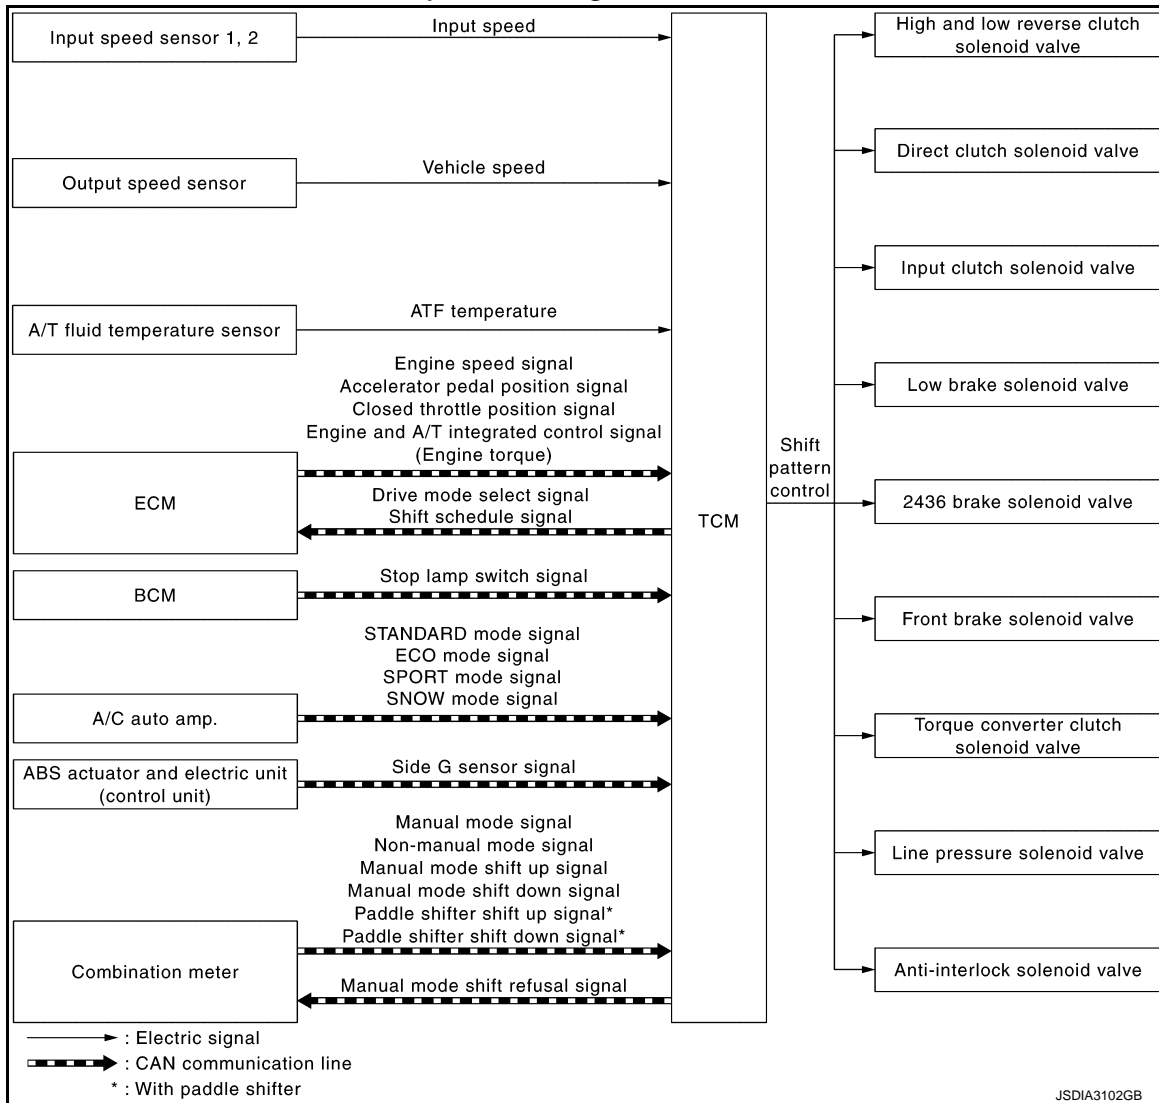 Input speed sensor 1, 2
Input speed
High and low reverse clutch
solenoid valve
Direct clutch solenoid valve
Output speed sensor
Vehicle speed
Input clutch solenoid valve
A/T fluid temperature sensor
ATF temperature
Engine speed signal
Accelerator pedal position signal
Closed throttle position signal
Engine and A/T integrated control signal
(Engine torque)
Low brake solenoid valve
ECM
Drive mode select signal
Shift schedule signal
TCM
Shift
pattern
control
2436 brake solenoid valve
BCM
Stop lamp switch signal
Front brake solenoid valve
STANDARD mode signal
ECO mode signal
SPORT mode signal
SNOW mode signal
A/C auto amp.
Torque converter clutch
solenoid valve
ABS actuator and electric unit
(control unit)
Side G sensor signal
Manual mode signal
Non-manual mode signal
Manual mode shift up signal
Manual mode shift down signal
Paddle shifter shift up signal*
Paddle shifter shift down signal*
Line pressure solenoid valve
Combination meter
Manual mode shift refusal signal
Anti-interlock solenoid valve
: Electric signal
: CAN communication line
* : With paddle shifter
JSDIA3102GB